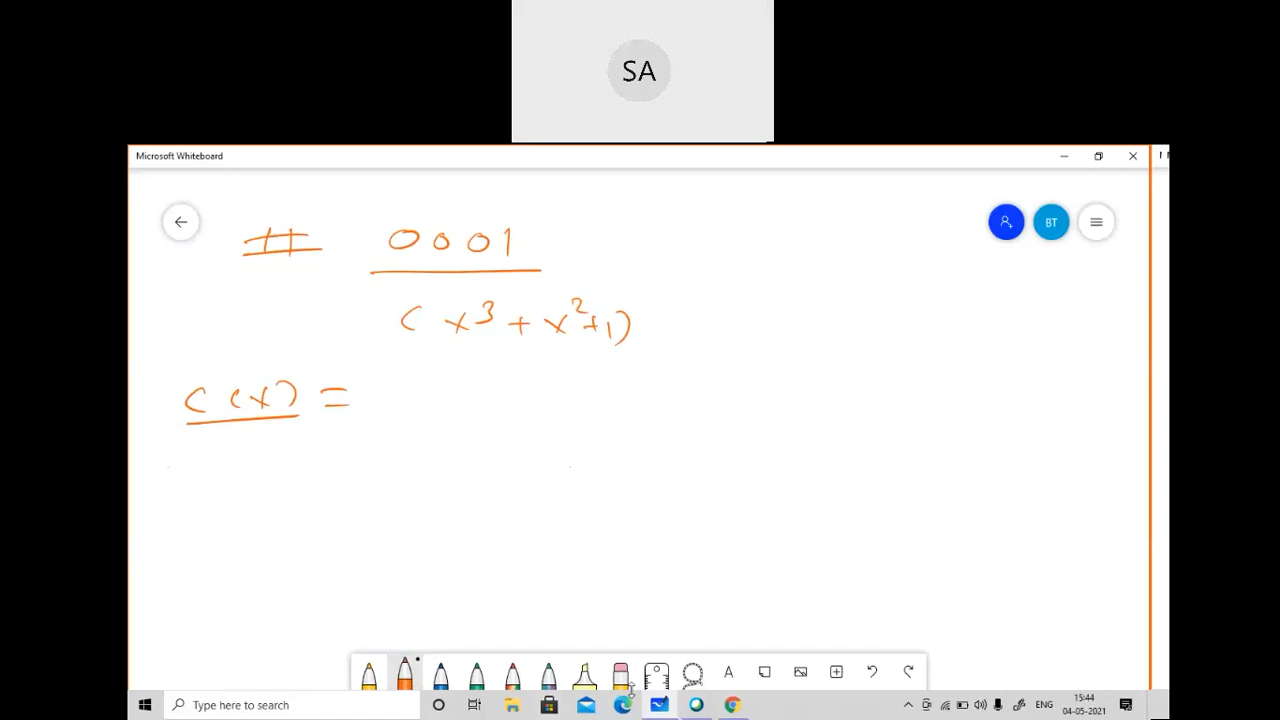 SA
Microsoft Whiteboard
# 0001
BT
(x³ + x² + 1)
C(x) =
A
Type here to search
ENG
15:44
04-05-2021